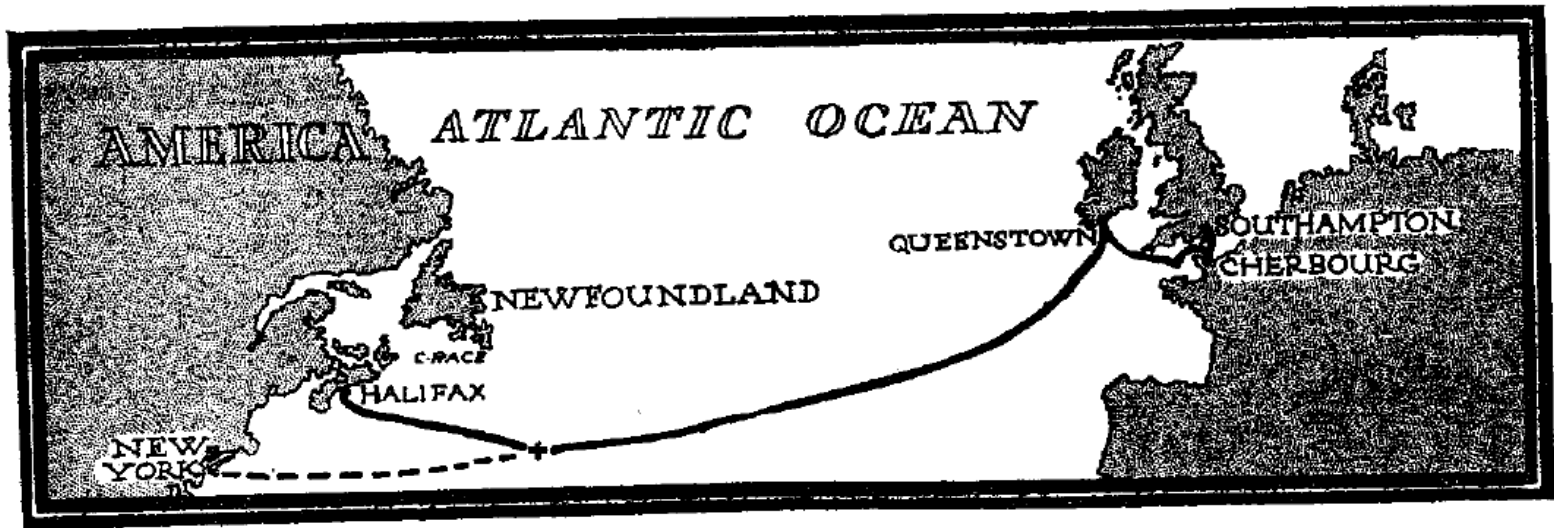 AMERICA
ATLANTIC OCEAN
QUEENSTOWN
SOUTHAMPTON
CHERBOURG
NEWFOUNDLAND
C-RACE
HALIFAX
NEW
YORK